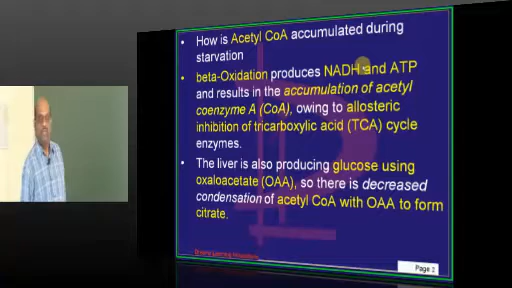 • How is Acetyl CoA accumulated during
starvation
• beta-Oxidation produces NADH and ATP
and results in the accumulation of acetyl
coenzyme A (CoA), owing to allosteric
inhibition of tricarboxylic acid (TCA) cycle
enzymes.
• The liver is also producing glucose using
oxaloacetate (OAA), so there is decreased
condensation of acetyl CoA with OAA to form
citrate.
Page 2